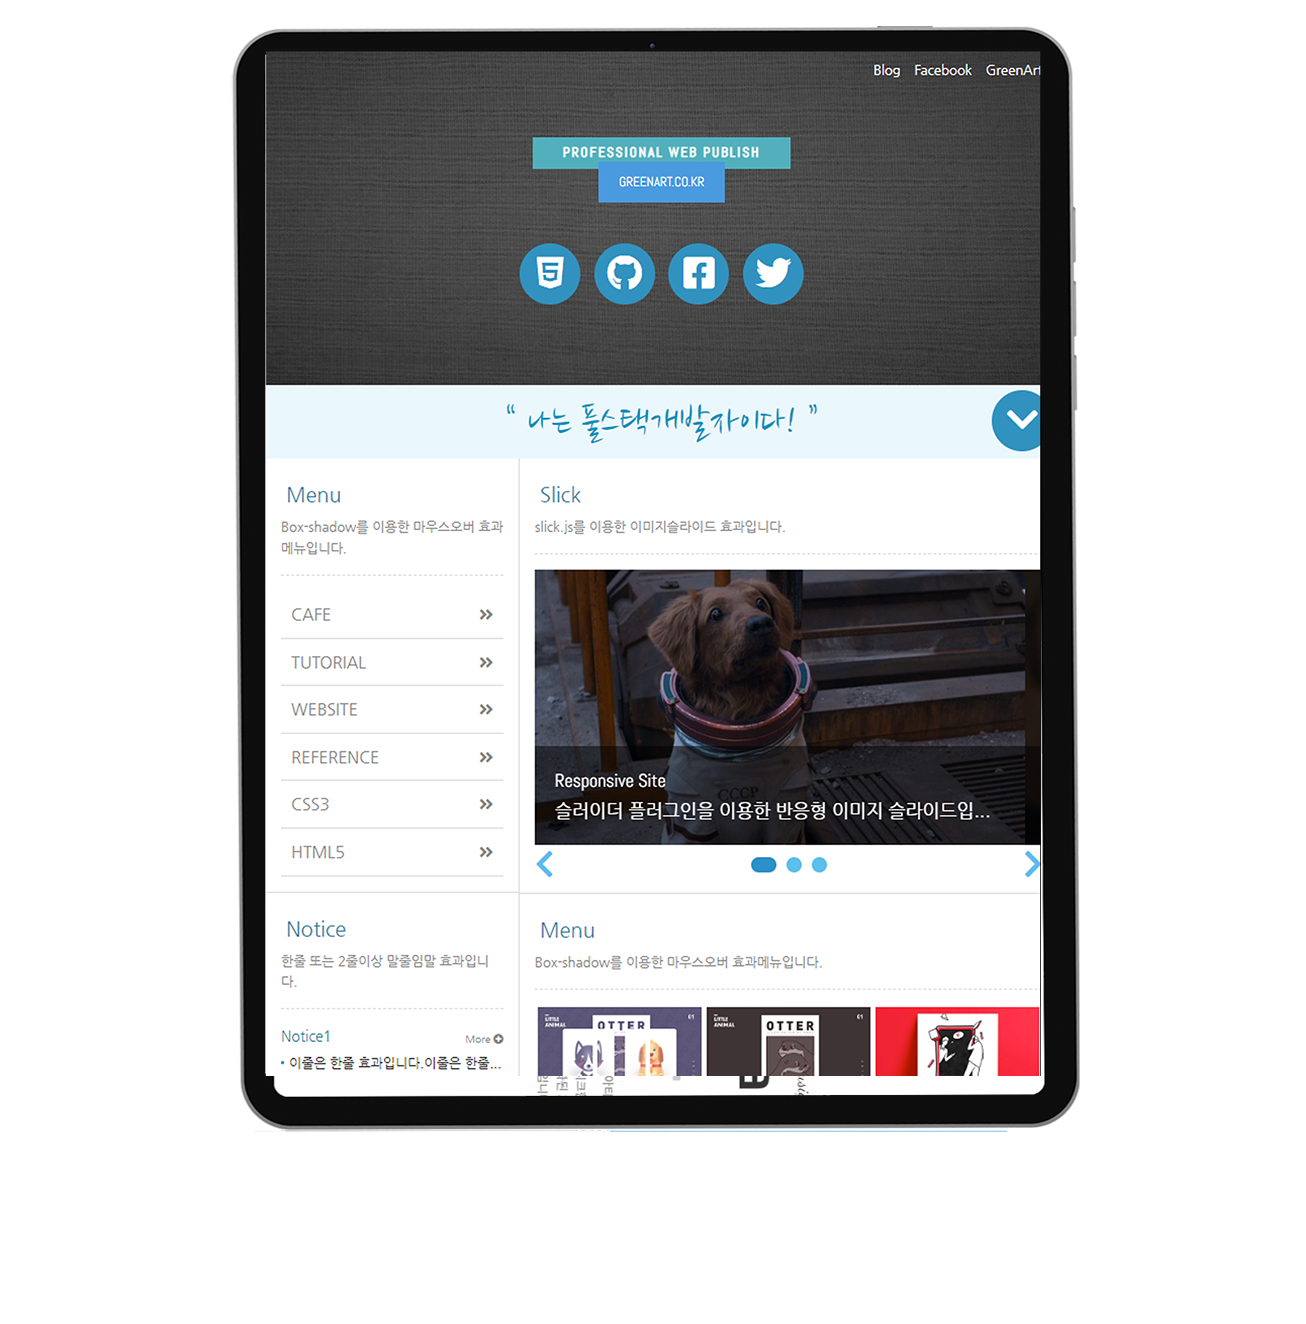 Blog Facebook GreenArt
PROFESSIONAL WEB PUBLISH
GREENART.CO.KR
“ 나는 풀스택개발자이다! ”
Menu
Box-shadow를 이용한 마우스오버 효과
메뉴입니다.
CAFE
TUTORIAL
WEBSITE
REFERENCE
CSS3
HTML5
Notice
한줄 또는 2줄이상 말줄임말 효과입니
다.
Notice1 More
이줄은 한줄 효과입니다.이줄은 한줄...
Slick
slick.js를 이용한 이미지슬라이드 효과입니다.
CCCP
Responsive Site
슬러이더 플러그인을 이용한 반응형 이미지 슬라이드입...
Menu
Box-shadow를 이용한 마우스오버 효과메뉴입니다.
LITTLE
ANIMAL
OTTER
01
LITTLE
ANIMAL
OTTER
01